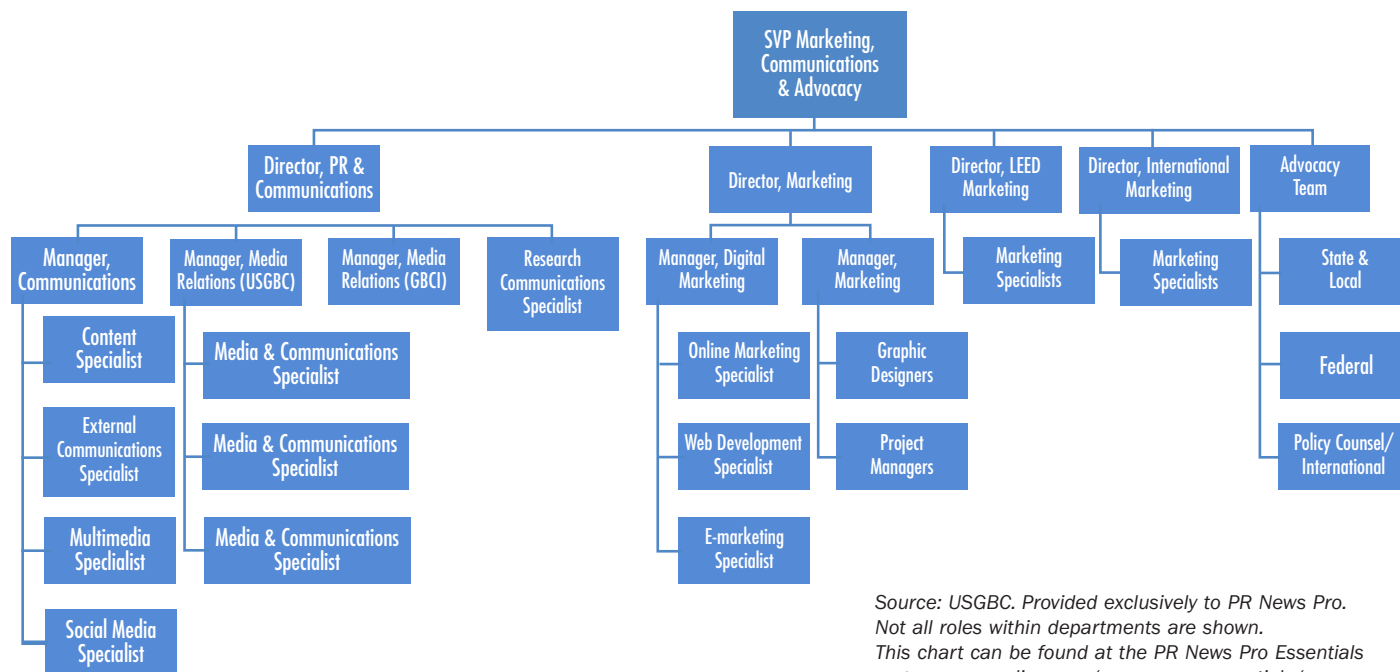 SVP Marketing,
Communications
& Advocacy
Director, PR &
Communications
Director, Marketing
Director, LEED
Marketing
Director, International
Marketing
Advocacy
Team
Manager,
Communications
Manager, Media
Relations (USGBC)
Manager, Media
Relations (GBCI)
Research
Communications
Specialist
Manager, Digital
Marketing
Manager,
Marketing
Marketing
Specialists
Marketing
Specialists
State &
Local
Content
Specialist
Media & Communications
Specialist
Online Marketing
Specialist
Graphic
Designers
Federal
External
Communications
Specialist
Media & Communications
Specialist
Web Development
Specialist
Project
Managers
Policy Counsel/
International
Multimedia
Speclialist
Media & Communications
Specialist
E-marketing
Specialist
Social Media
Specialist
Source: USGBC. Provided exclusively to PR News Pro.
Not all roles within departments are shown.
This chart can be found at the PR News Pro Essentials